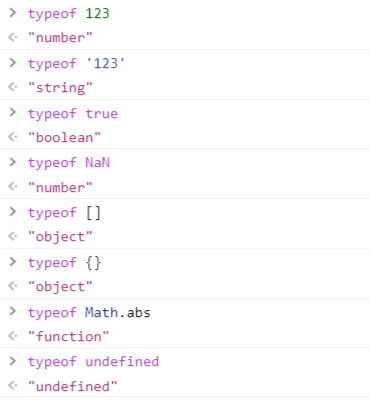 > typeof 123
<· "number"
> typeof '123'
<· "string"
> typeof true
<· "boolean"
> typeof NaN
<· "number"
> typeof []
<· "object"
> typeof {}
<· "object"
> typeof Math.abs
<· "function"
> typeof undefined
<· "undefined"